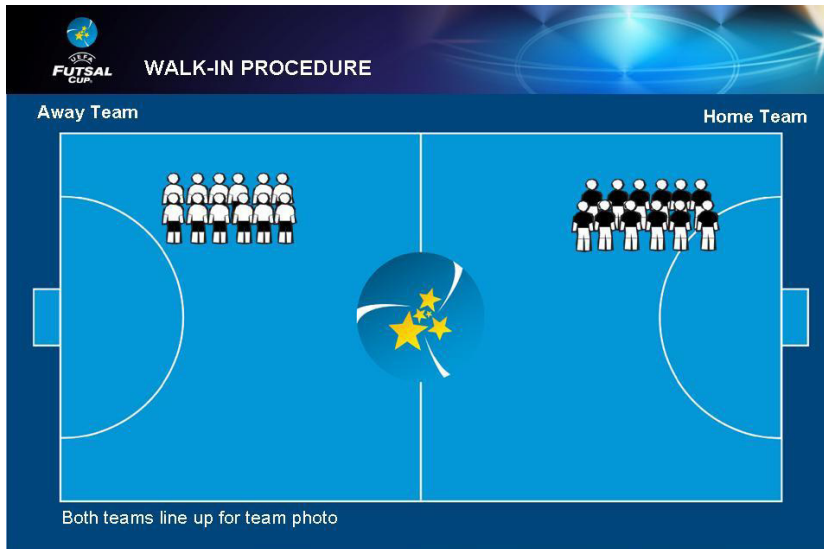 UEFA
FUTSAL
CUP
WALK-IN PROCEDURE
Away Team
Home Team
Both teams line up for team photo